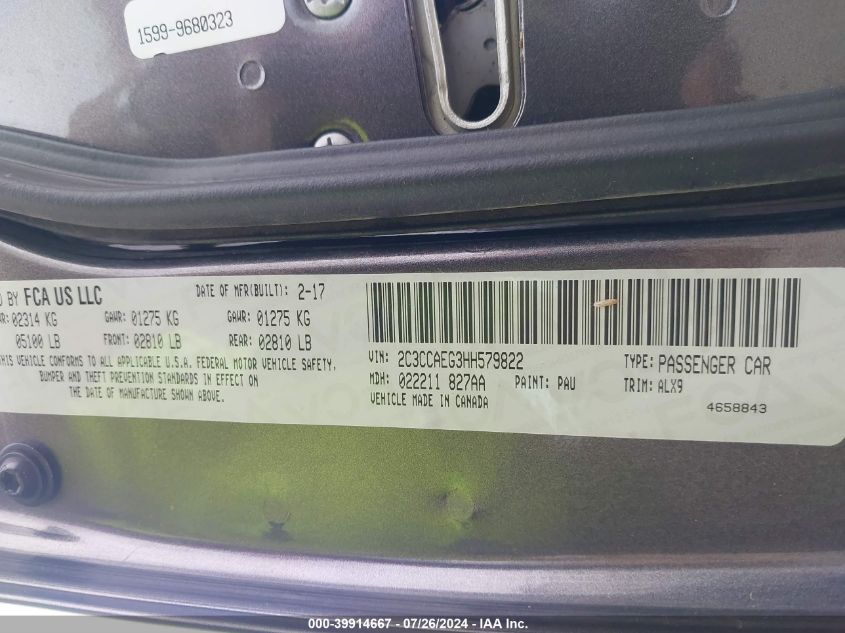 1599-9680323
D BY FCA US LLC
DATE OF MFR(BUILT): 2-17
WR: 02314 KG GAWR: 01275 KG GAWR: 01275 KG
05100 LB FRONT: 02810 LB REAR: 02810 LB
THIS VEHICLE CONFORMS TO ALL APPLICABLE U.S.A. FEDERAL MOTOR VEHICLE SAFETY,
BUMPER AND THEFT PREVENTION STANDARDS IN EFFECT ON
THE DATE OF MANUFACTURE SHOWN ABOVE.
VIN: 2C3CCAEG3HH579822 TYPE: PASSENGER CAR
MDH: 022211 827AA PAINT: PAU TRIM: ALX9
VEHICLE MADE IN CANADA
4658843
000-39914667 / 07/26/2024 - IAA Inc.